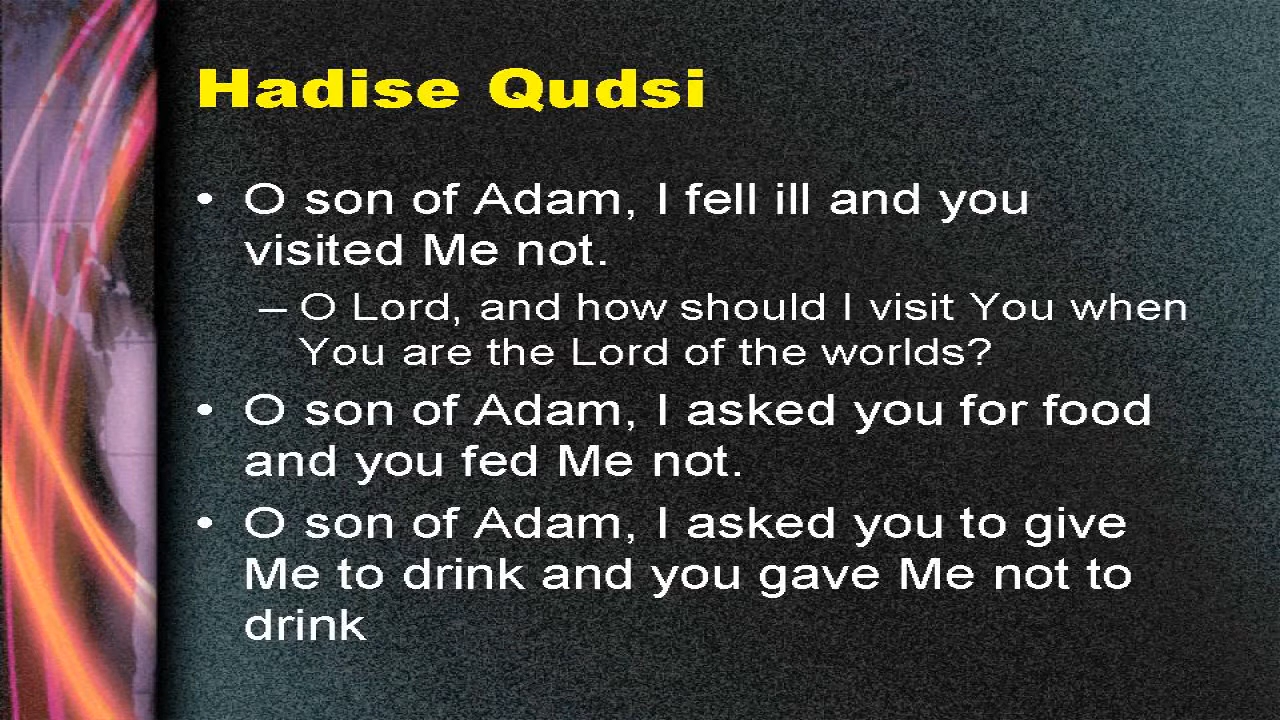 Hadise Qudsi
• O son of Adam, I fell ill and you
visited Me not.
– O Lord, and how should I visit You when
You are the Lord of the worlds?
• O son of Adam, I asked you for food
and you fed Me not.
• O son of Adam, I asked you to give
Me to drink and you gave Me not to
drink